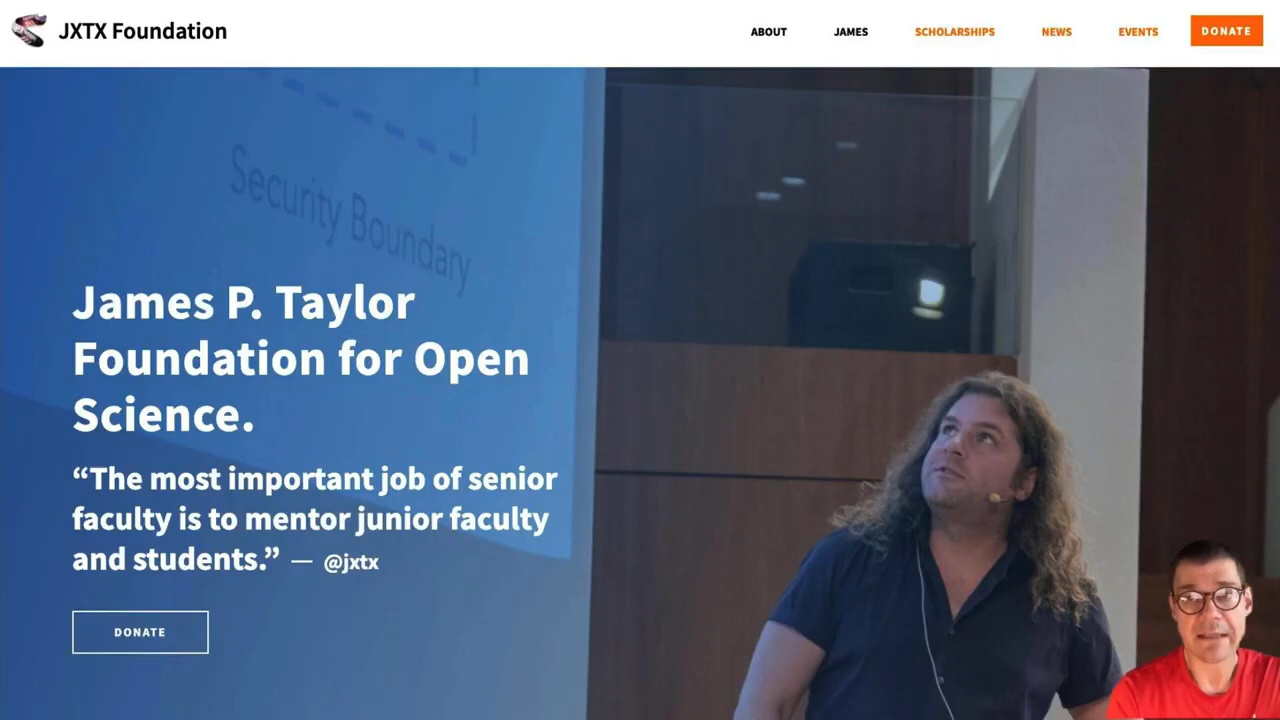 JXTX Foundation
ABOUT JAMES SCHOLARSHIPS NEWS EVENTS DONATE
Security Boundary
James P. Taylor
Foundation for Open
Science.
“The most important job of senior
faculty is to mentor junior faculty
and students.” — @jxtx
DONATE